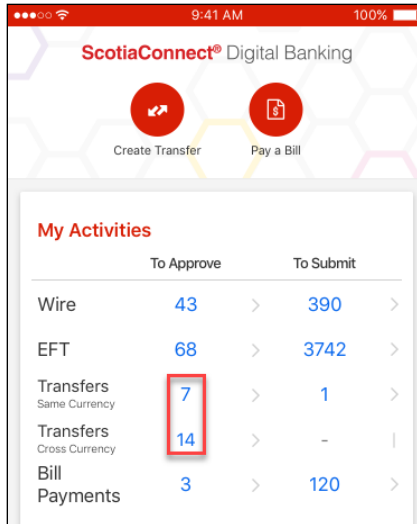 9:41 AM 100%
ScotiaConnect® Digital Banking
$
Create Transfer Pay a Bill
My Activities
To Approve To Submit
Wire 43 390
EFT 68 3742
Transfers 7 1
Same Currency
Transfers 14 -
Cross Currency
Bill
Payments 3 120